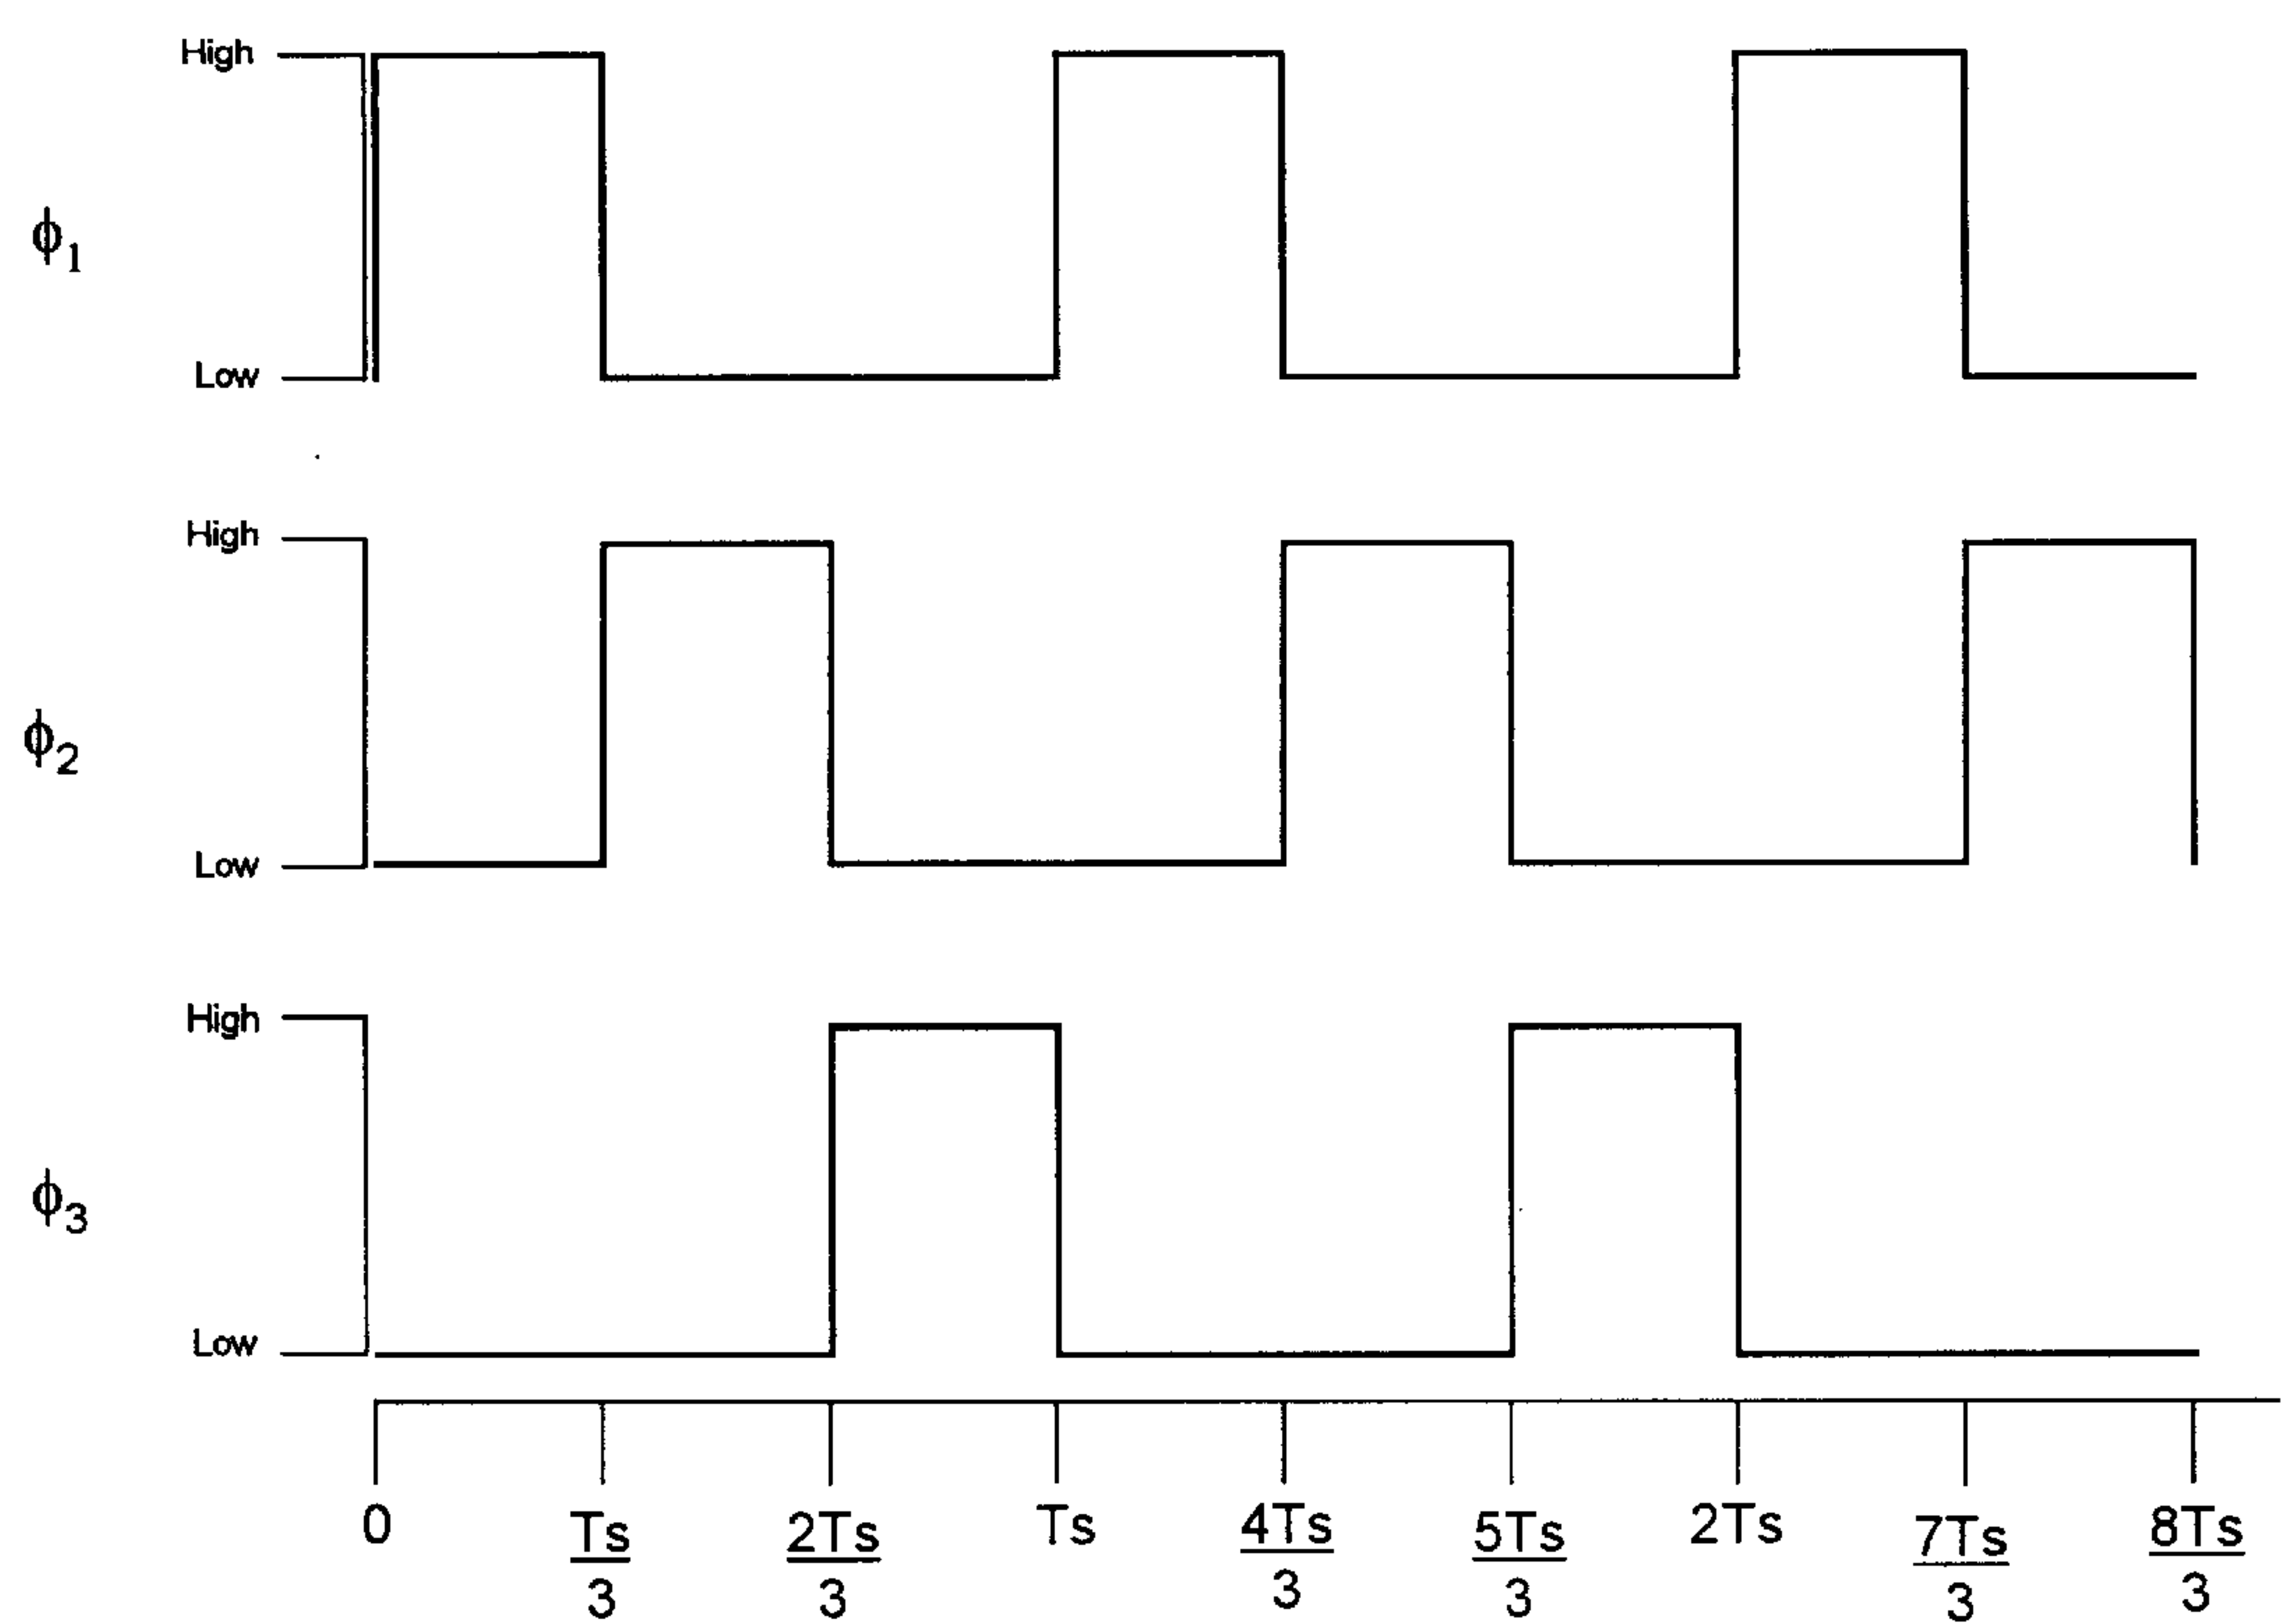 High
ϕ1
Low
High
ϕ2
Low
High
ϕ3
Low
0 Ts/3 2Ts/3 Ts 4Ts/3 5Ts/3 2Ts 7Ts/3 8Ts/3